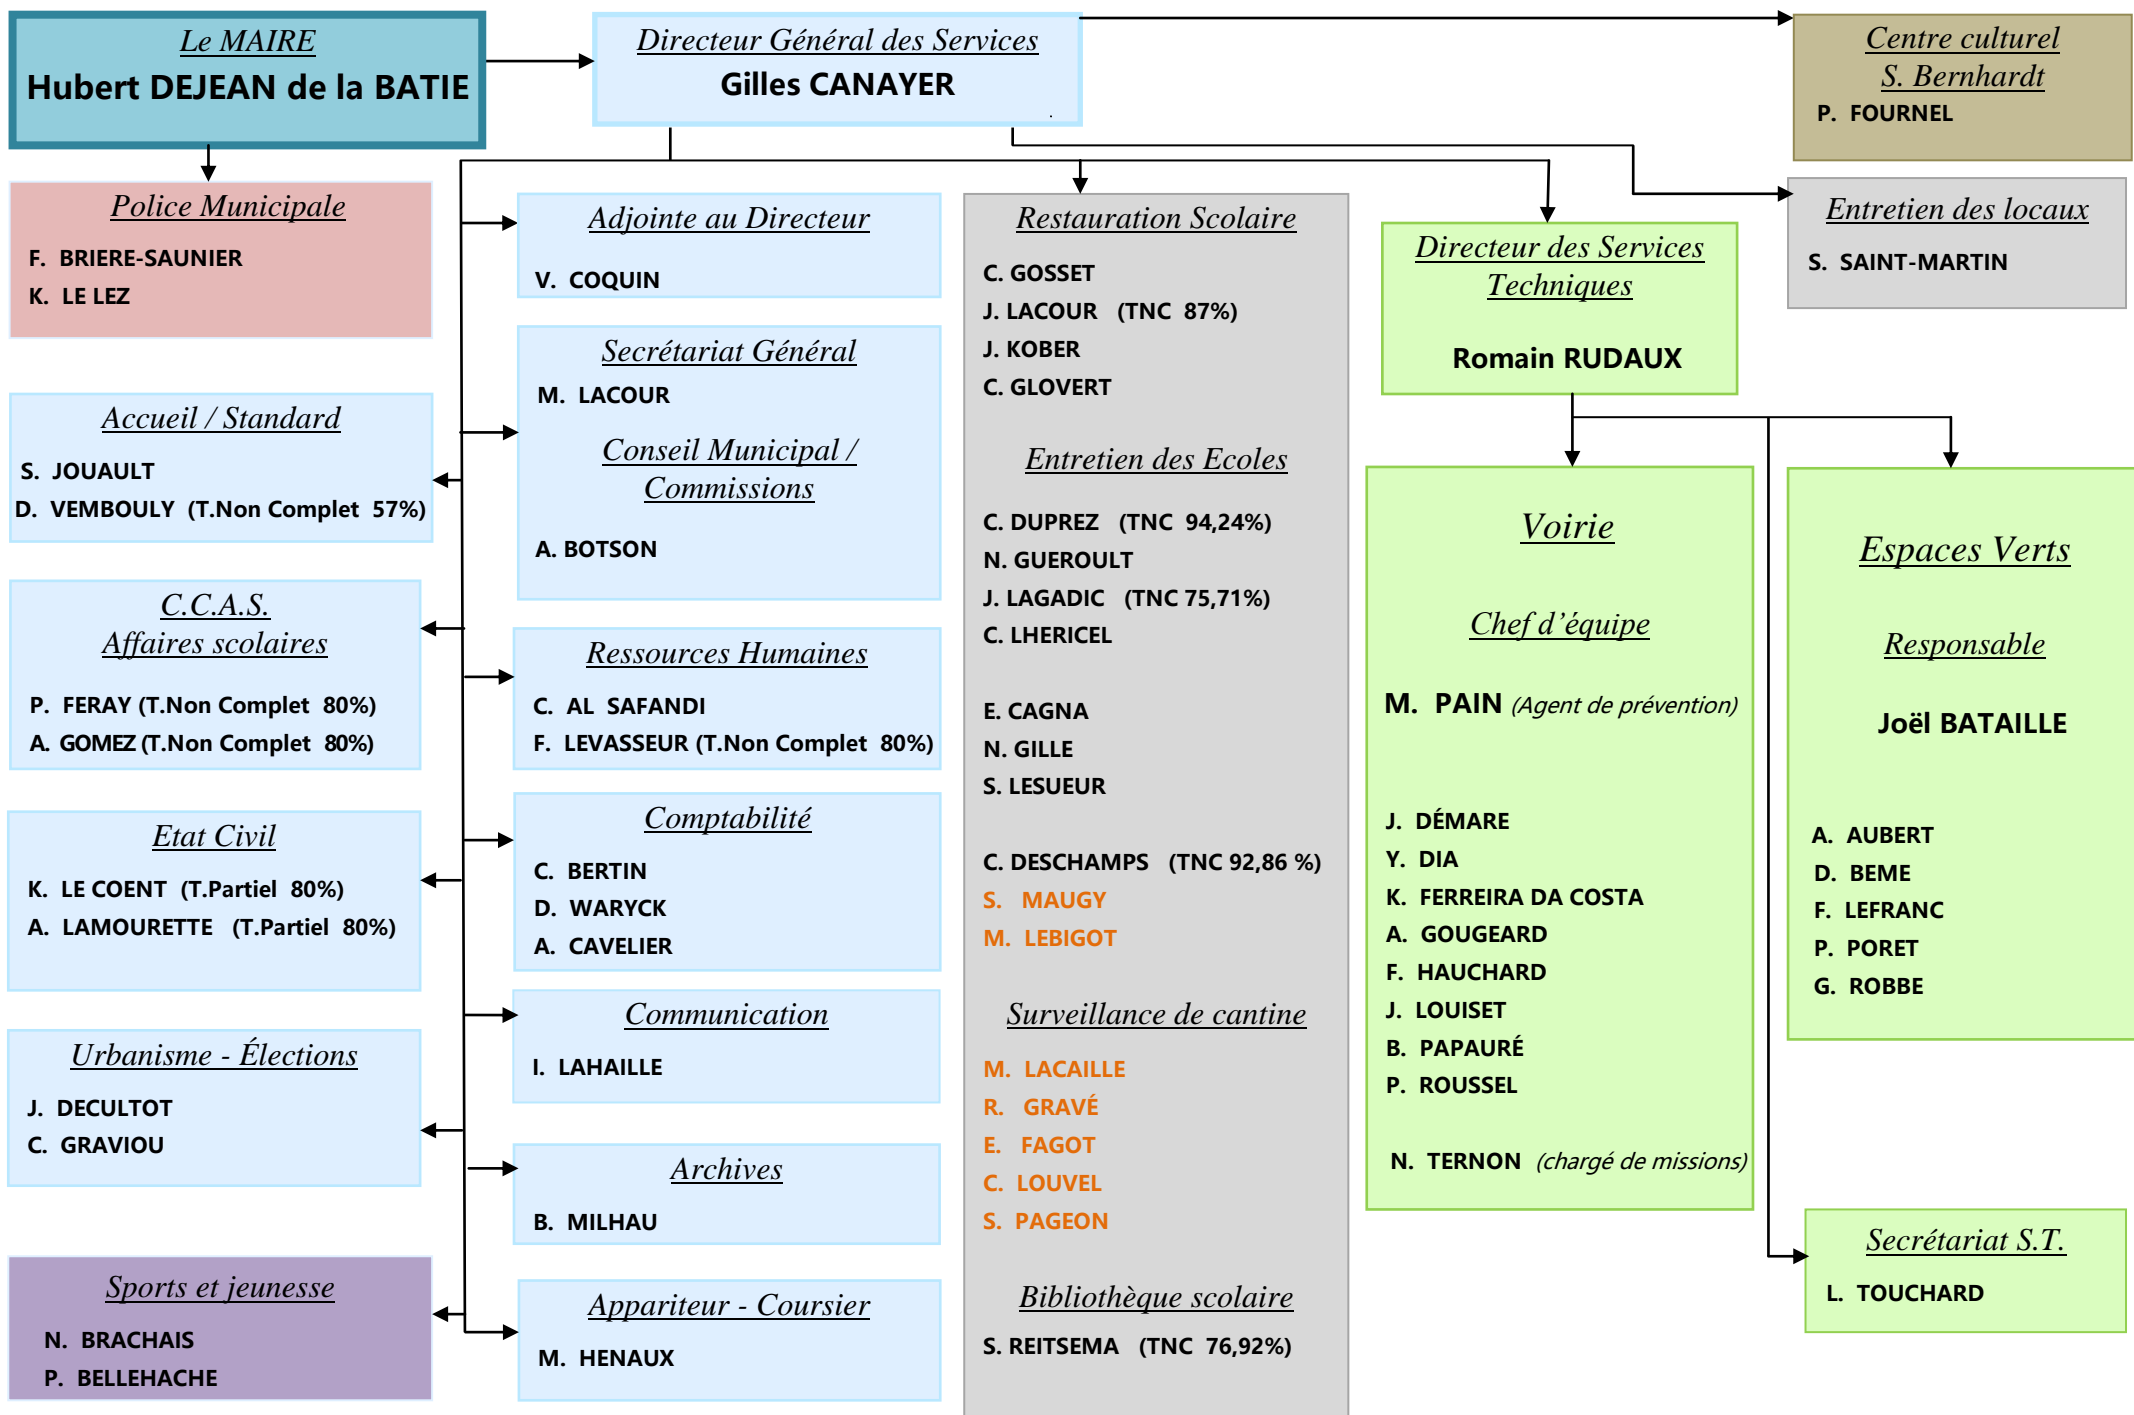 Le MAIRE
Hubert DEJEAN de la BATIE
Directeur Général des Services
Gilles CANAYER
.
Centre culturel
S. Bernhardt
P. FOURNEL
Police Municipale
F. BRIERE-SAUNIER
K. LE LEZ
Accueil / Standard
S. JOUAULT
D. VEMBOULY (T.Non Complet 57%)
C.C.A.S.
Affaires scolaires
P. FERAY (T.Non Complet 80%)
A. GOMEZ (T.Non Complet 80%)
Etat Civil
K. LE COENT (T.Partiel 80%)
A. LAMOURETTE (T.Partiel 80%)
Urbanisme - Élections
J. DECULTOT
C. GRAVIOU
Sports et jeunesse
N. BRACHAIS
P. BELLEHACHE
Adjointe au Directeur
V. COQUIN
Secrétariat Général
M. LACOUR
Conseil Municipal /
Commissions
A. BOTSON
Ressources Humaines
C. AL SAFANDI
F. LEVASSEUR (T.Non Complet 80%)
Comptabilité
C. BERTIN
D. WARYCK
A. CAVELIER
Communication
I. LAHAILLE
Archives
B. MILHAU
Appariteur - Coursier
M. HENAUX
Restauration Scolaire
C. GOSSET
J. LACOUR (TNC 87%)
J. KOBER
C. GLOVERT
Entretien des Ecoles
C. DUPREZ (TNC 94,24%)
N. GUEROULT
J. LAGADIC (TNC 75,71%)
C. LHERICEL
E. CAGNA
N. GILLE
S. LESUEUR
C. DESCHAMPS (TNC 92,86 %)
S. MAUGY
M. LEBIGOT
Surveillance de cantine
M. LACAILLE
R. GRAVÉ
E. FAGOT
C. LOUVEL
S. PAGEON
Bibliothèque scolaire
S. REITSEMA (TNC 76,92%)
Directeur des Services
Techniques
Romain RUDAUX
Voirie
Chef d’équipe
M. PAIN (Agent de prévention)
J. DÉMARE
Y. DIA
K. FERREIRA DA COSTA
A. GOUGEARD
F. HAUCHARD
J. LOUISET
B. PAPAURÉ
P. ROUSSEL
N. TERNON (chargé de missions)
Entretien des locaux
S. SAINT-MARTIN
Espaces Verts
Responsable
Joël BATAILLE
A. AUBERT
D. BEME
F. LEFRANC
P. PORET
G. ROBBE
Secrétariat S.T.
L. TOUCHARD